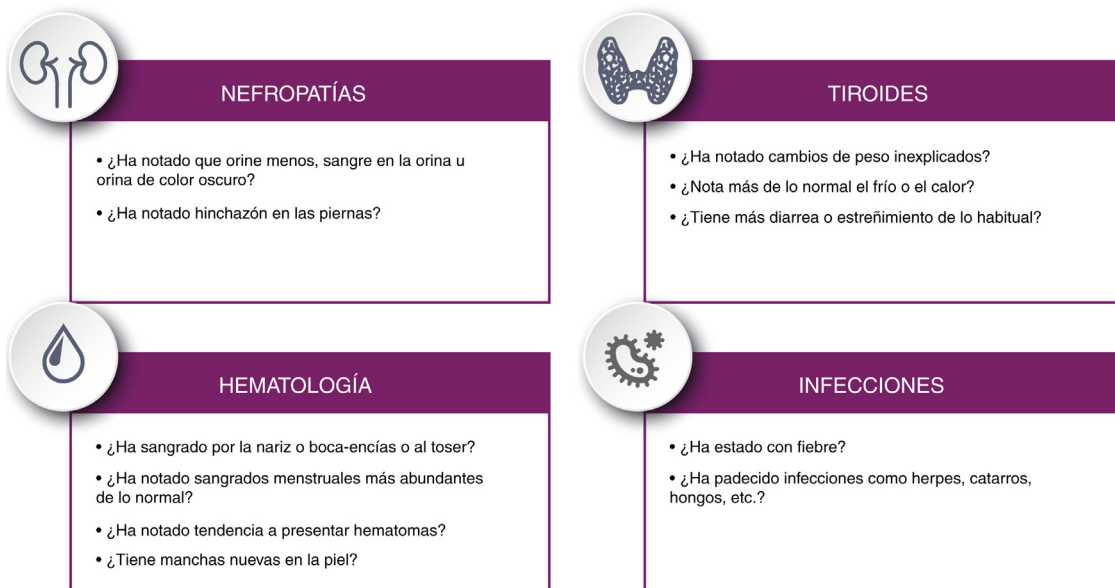 NEFROPATÍAS
• ¿Ha notado que orine menos, sangre en la orina u
orina de color oscuro?
• ¿Ha notado hinchazón en las piernas?
TIROIDES
• ¿Ha notado cambios de peso inexplicados?
• ¿Nota más de lo normal el frío o el calor?
• ¿Tiene más diarrea o estreñimiento de lo habitual?
HEMATOLOGÍA
• ¿Ha sangrado por la nariz o boca-encías o al toser?
• ¿Ha notado sangrados menstruales más abundantes
de lo normal?
• ¿Ha notado tendencia a presentar hematomas?
• ¿Tiene manchas nuevas en la piel?
INFECCIONES
• ¿Ha estado con fiebre?
• ¿Ha padecido infecciones como herpes, catarros,
hongos, etc.?